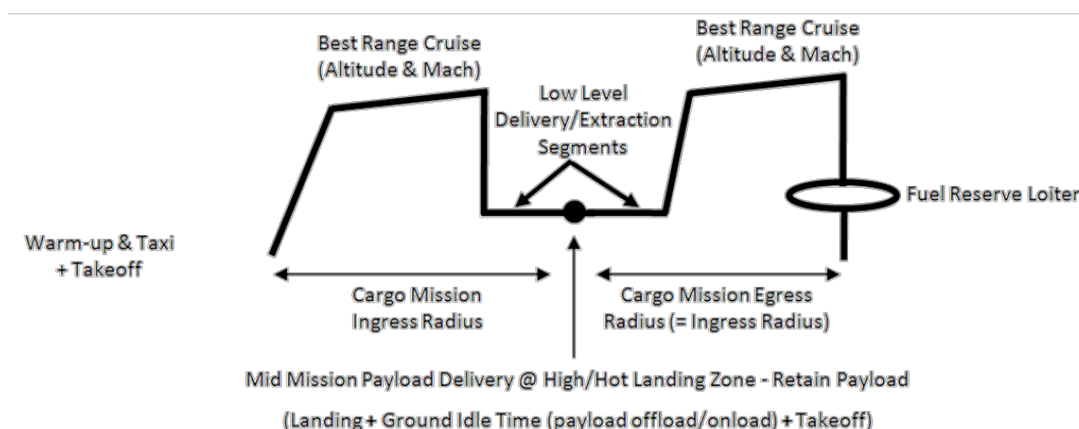 Best Range Cruise
(Altitude & Mach)
Best Range Cruise
(Altitude & Mach)
Low Level
Delivery/Extraction
Segments
Fuel Reserve Loiter
Warm-up & Taxi
+ Takeoff
Cargo Mission
Ingress Radius
Cargo Mission Egress
Radius (= Ingress Radius)
Mid Mission Payload Delivery @ High/Hot Landing Zone - Retain Payload
(Landing + Ground Idle Time (payload offload/onload) + Takeoff)